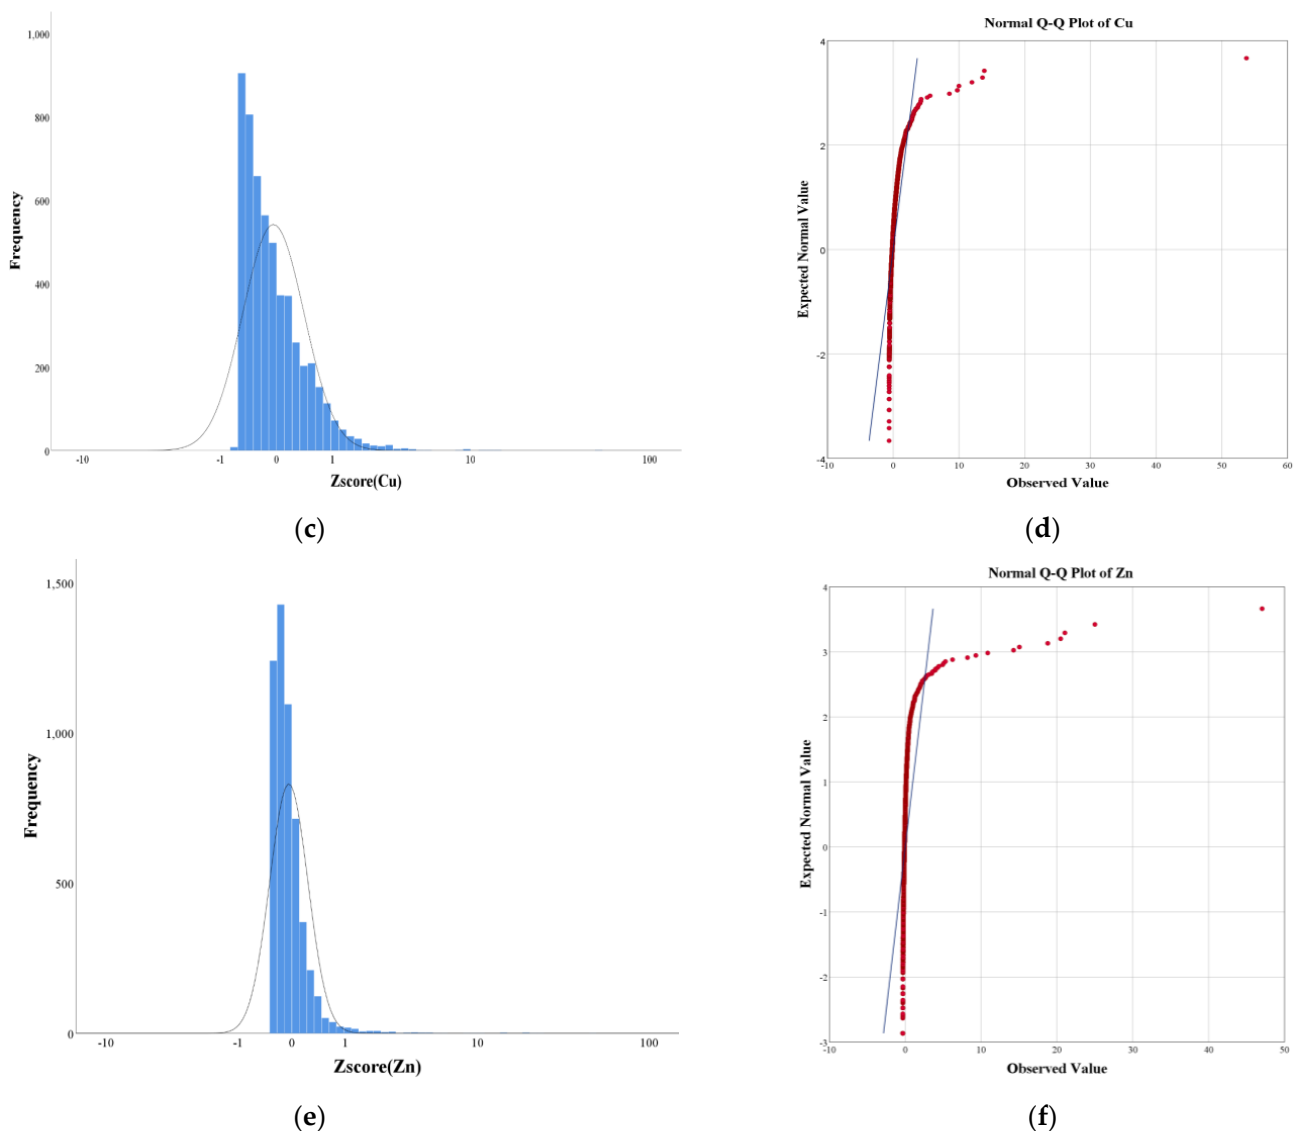 1,000
800
600
400
200
0
Frequency
-10 -1 0 1 10 100
Zscore(Cu)
(c)
Normal Q-Q Plot of Cu
4
2
0
-2
-4
Expected Normal Value
-10 0 10 20 30 40 50 60
Observed Value
(d)
1,500
1,000
500
0
Frequency
-10 -1 0 1 10 100
Zscore(Zn)
(e)
Normal Q-Q Plot of Zn
4
3
2
1
0
-1
-2
-3
Expected Normal Value
-10 0 10 20 30 40 50
Observed Value
(f)